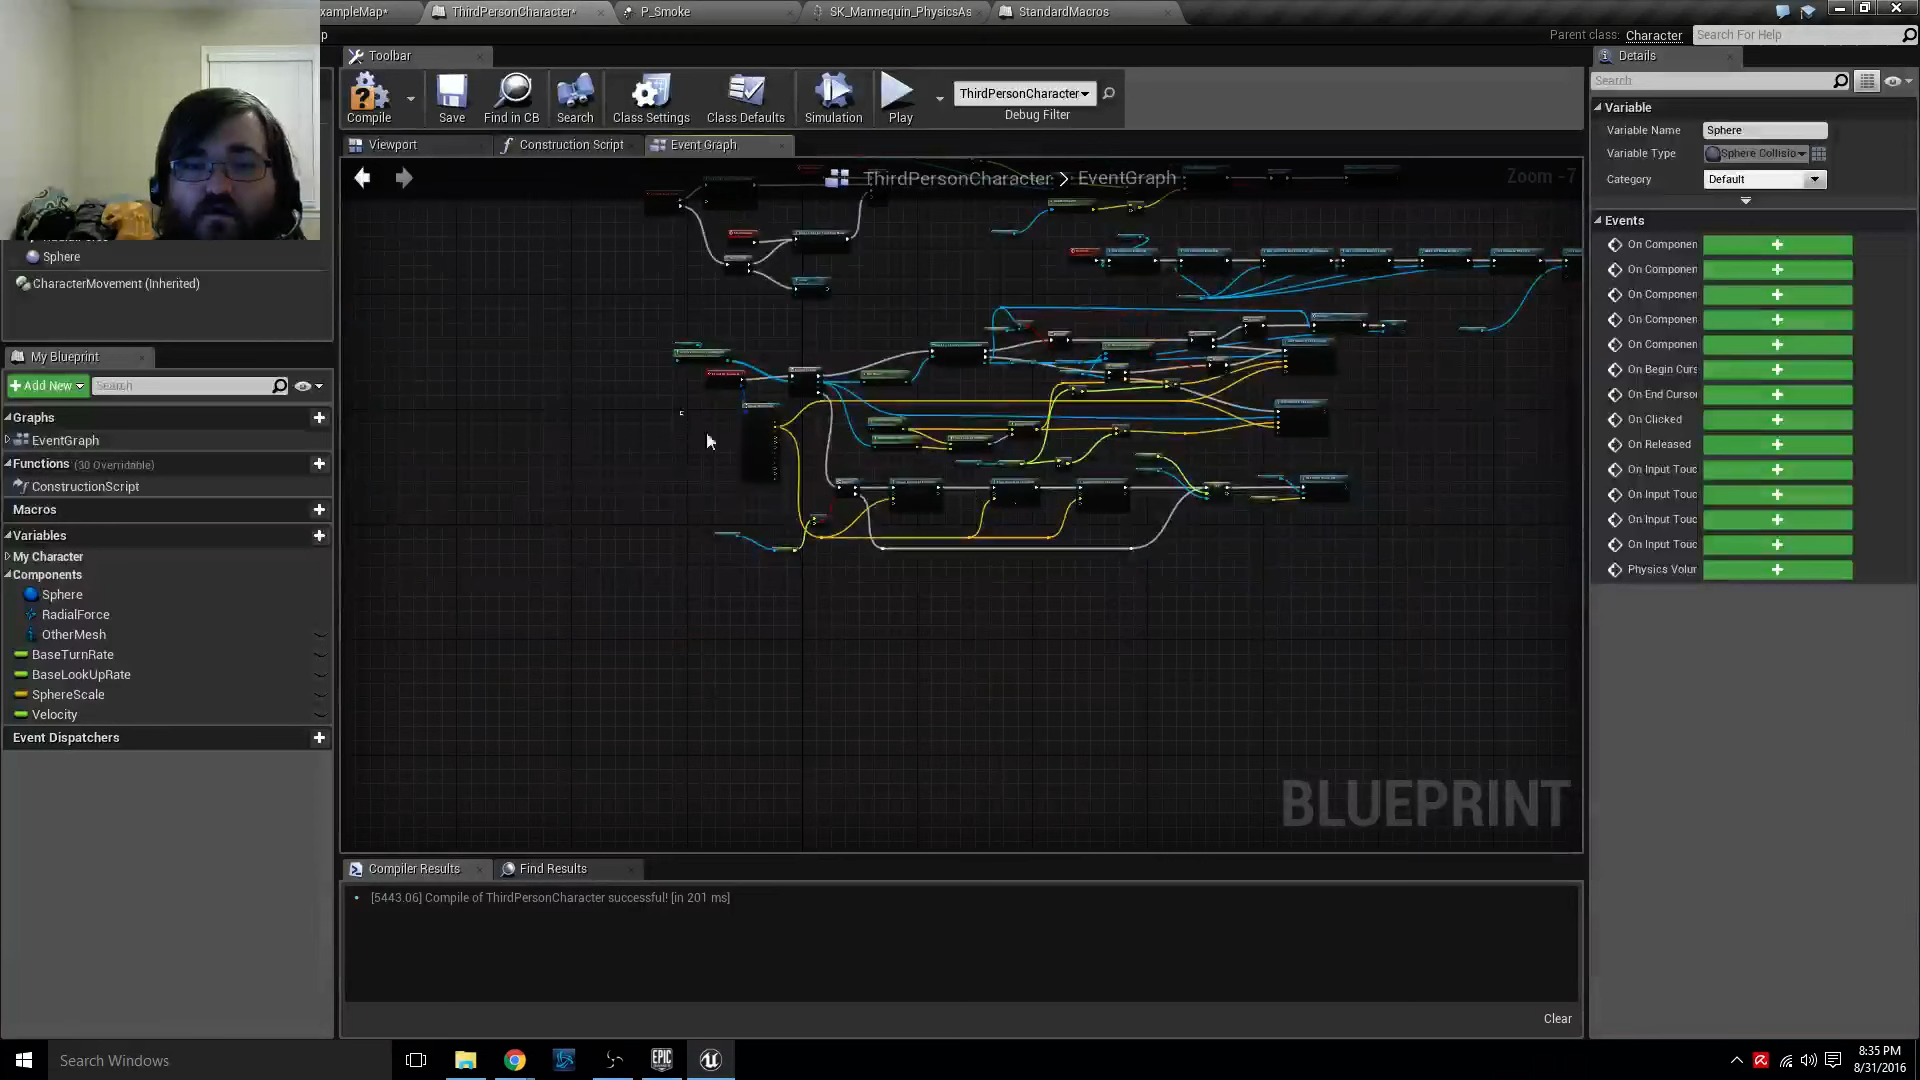 xampleMap*
ThirdPersonCharacter*
P_Smoke
SK_Mannequin_PhysicsAs
StandardMacros
p
Parent class: Character
Search For Help
Toolbar
Details
Compile
Save
Find in CB
Search
Class Settings
Class Defaults
Simulation
Play
ThirdPersonCharacter
Debug Filter
Search
Variable
Variable Name
Sphere
Variable Type
Sphere Collisio
Category
Default
Viewport
Construction Script
Event Graph
ThirdPersonCharacter > EventGraph
Zoom -7
Events
On Componen
On Componen
On Componen
On Componen
On Componen
On Begin Curs
On End Cursor
On Clicked
On Released
On Input Touc
On Input Touc
On Input Touc
On Input Touc
Physics Volur
Sphere
CharacterMovement (Inherited)
My Blueprint
Add New
Search
Graphs
EventGraph
Functions (30 Overridable)
ConstructionScript
Macros
Variables
My Character
Components
Sphere
RadialForce
OtherMesh
BaseTurnRate
BaseLookUpRate
SphereScale
Velocity
Event Dispatchers
BLUEPRINT
Compiler Results
Find Results
[5443.06] Compile of ThirdPersonCharacter successful! [in 201 ms]
Clear
Search Windows
EPIC
8:35 PM
8/31/2016